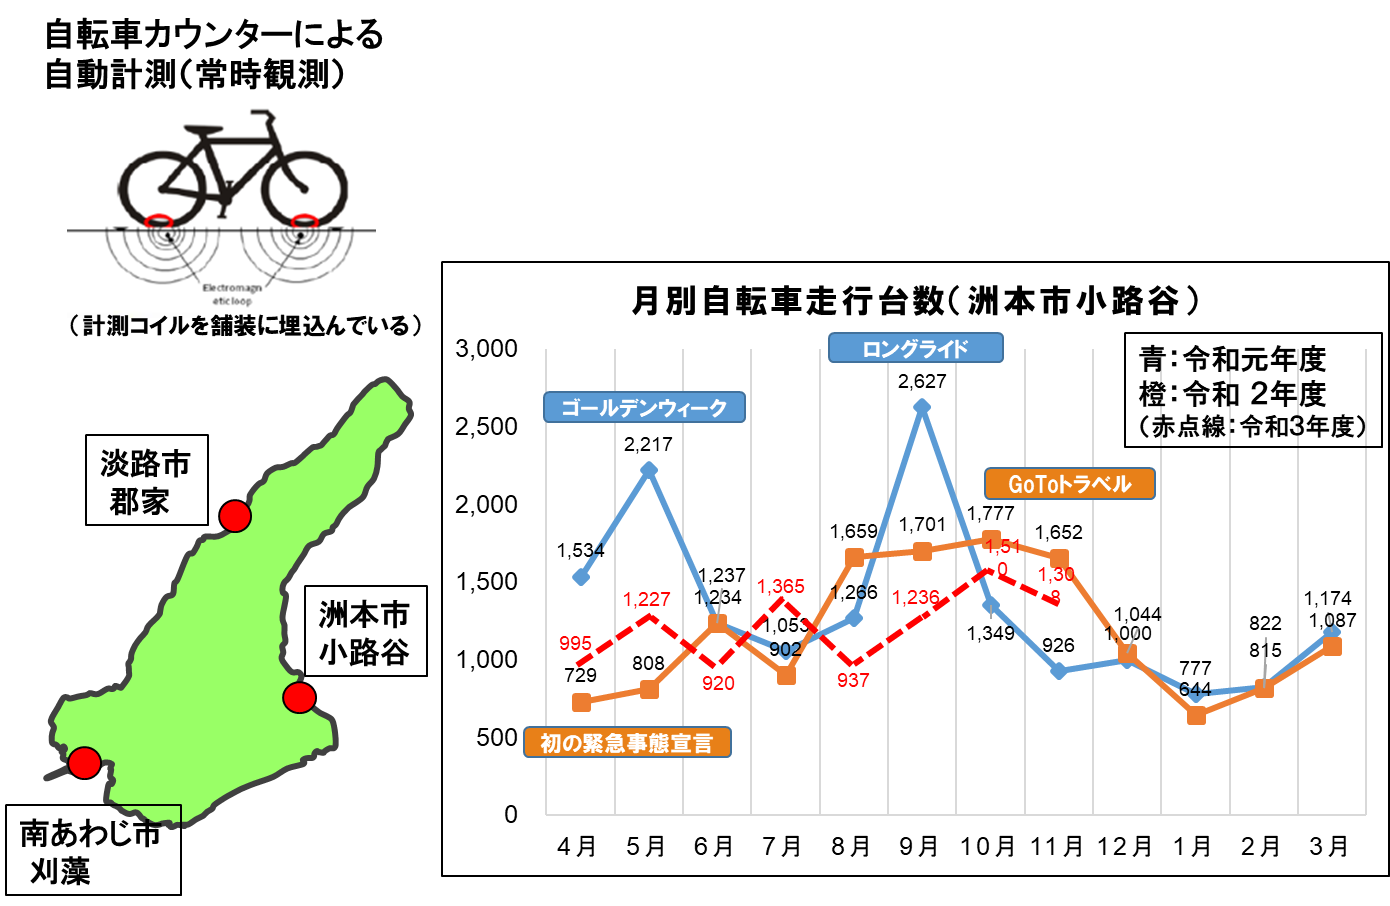 自転車カウンターによる
自動計測（常時観測）
Electromagn
etic loop
（計測コイルを舗装に埋込んでいる）
淡路市
郡家
洲本市
小路谷
南あわじ市
刈藻
月別自転車走行台数（洲本市小路谷）
青：令和元年度
橙：令和 2年度
（赤点線：令和3年度）
ロングライド
ゴールデンウィーク
GoToトラベル
初の緊急事態宣言
3,000
2,500
2,000
1,500
1,000
500
0
1,534
2,217
1,237
1,053
1,266
2,627
1,349
926
1,000
777
822
1,174
729
808
1,234
902
1,659
1,701
1,777
1,652
1,044
644
815
1,087
995
1,227
920
1,365
937
1,236
1,51
0
1,30
8
4月 5月 6月 7月 8月 9月 10月 11月 12月 1月 2月 3月